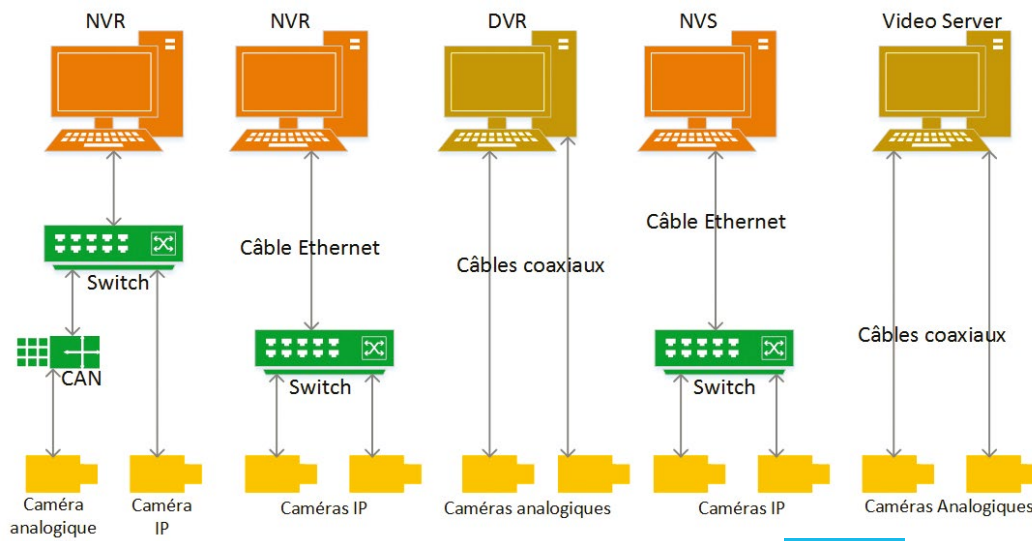 NVR
NVR
DVR
NVS
Video Server
Câble Ethernet
Câble Ethernet
Câbles coaxiaux
Switch
Câbles coaxiaux
CAN
Switch
Switch
Caméra
analogique
Caméra
IP
Caméras IP
Caméras analogiques
Caméras IP
Caméras Analogiques